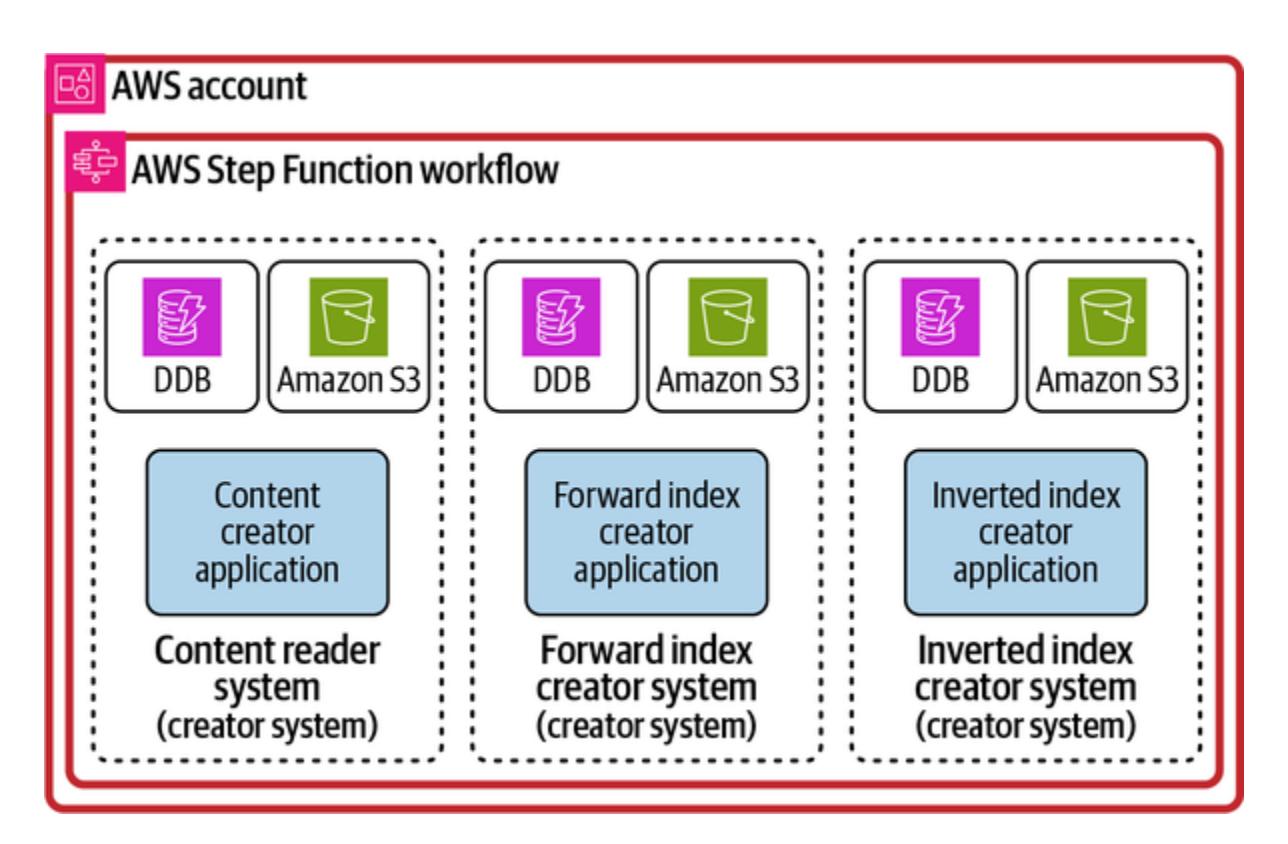 AWS account
AWS Step Function workflow
DDB
Amazon S3
Content
creator
application
Content reader
system
(creator system)
DDB
Amazon S3
Forward index
creator
application
Forward index
creator system
(creator system)
DDB
Amazon S3
Inverted index
creator
application
Inverted index
creator system
(creator system)